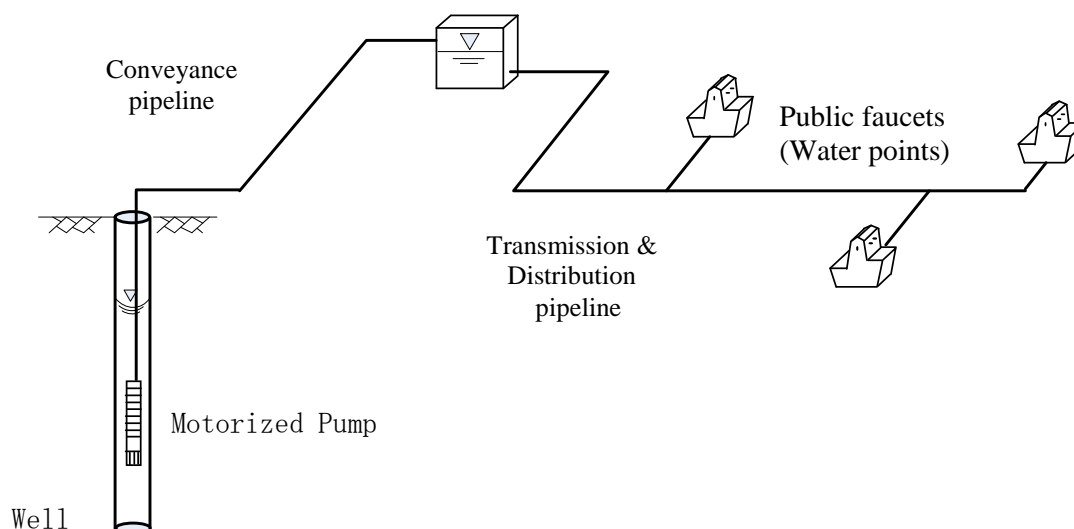 Conveyance
pipeline
Public faucets
(Water points)
Transmission &
Distribution
pipeline
Motorized Pump
Well